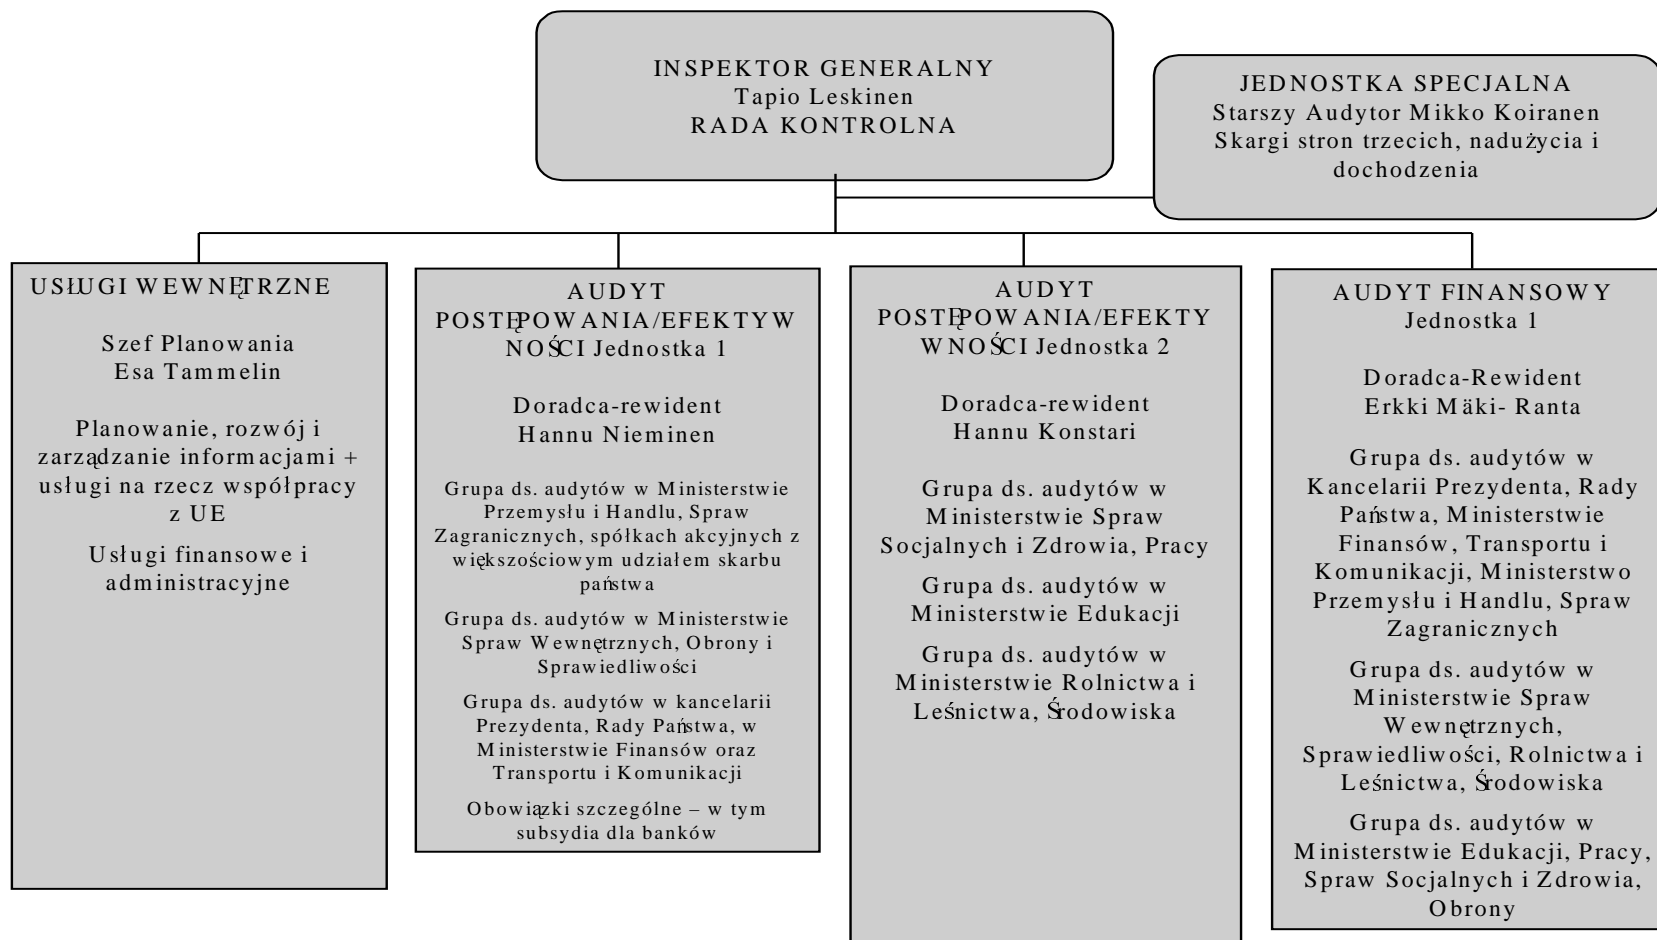 INSPEKTOR GENERALNY
Tapio Leskinen
RADA KONTROLNA
JEDNOSTKA SPECJALNA
Starszy Audytor Mikko Koiranen
Skargi stron trzecich, nadużycia i
dochodzenia
USŁUGI WEWNĘTRZNE
Szef Planowania
Esa Tammelin
Planowanie, rozwój i
zarządzanie informacjami +
usługi na rzecz współpracy
z UE
Usługi finansowe i
administracyjne
AUDYT
POSTĘPOWANIA/EFEKTYW
NOŚCI Jednostka 1
Doradca-rewident
Hannu Nieminen
Grupa ds. audytów w Ministerstwie
Przemysłu i Handlu, Spraw
Zagranicznych, spółkach akcyjnych z
większościowym udziałem skarbu
państwa
Grupa ds. audytów w Ministerstwie
Spraw Wewnętrznych, Obrony i
Sprawiedliwości
Grupa ds. audytów w kancelarii
Prezydenta, Rady Państwa, w
Ministerstwie Finansów oraz
Transportu i Komunikacji
Obowiązki szczególne – w tym
subsydia dla banków
AUDYT
POSTĘPOWANIA/EFEKTY
WNOŚCI Jednostka 2
Doradca-rewident
Hannu Konstari
Grupa ds. audytów w
Ministerstwie Spraw
Socjalnych i Zdrowia, Pracy
Grupa ds. audytów w
Ministerstwie Edukacji
Grupa ds. audytów w
Ministerstwie Rolnictwa i
Leśnictwa, Środowiska
AUDYT FINANSOWY
Jednostka 1
Doradca-Rewident
Erkki Mäki- Ranta
Grupa ds. audytów w
Kancelarii Prezydenta, Rady
Państwa, Ministerstwie
Finansów, Transportu i
Komunikacji, Ministerstwo
Przemysłu i Handlu, Spraw
Zagranicznych
Grupa ds. audytów w
Ministerstwie Spraw
Wewnętrznych,
Sprawiedliwości, Rolnictwa i
Leśnictwa, Środowiska
Grupa ds. audytów w
Ministerstwie Edukacji, Pracy,
Spraw Socjalnych i Zdrowia,
Obrony